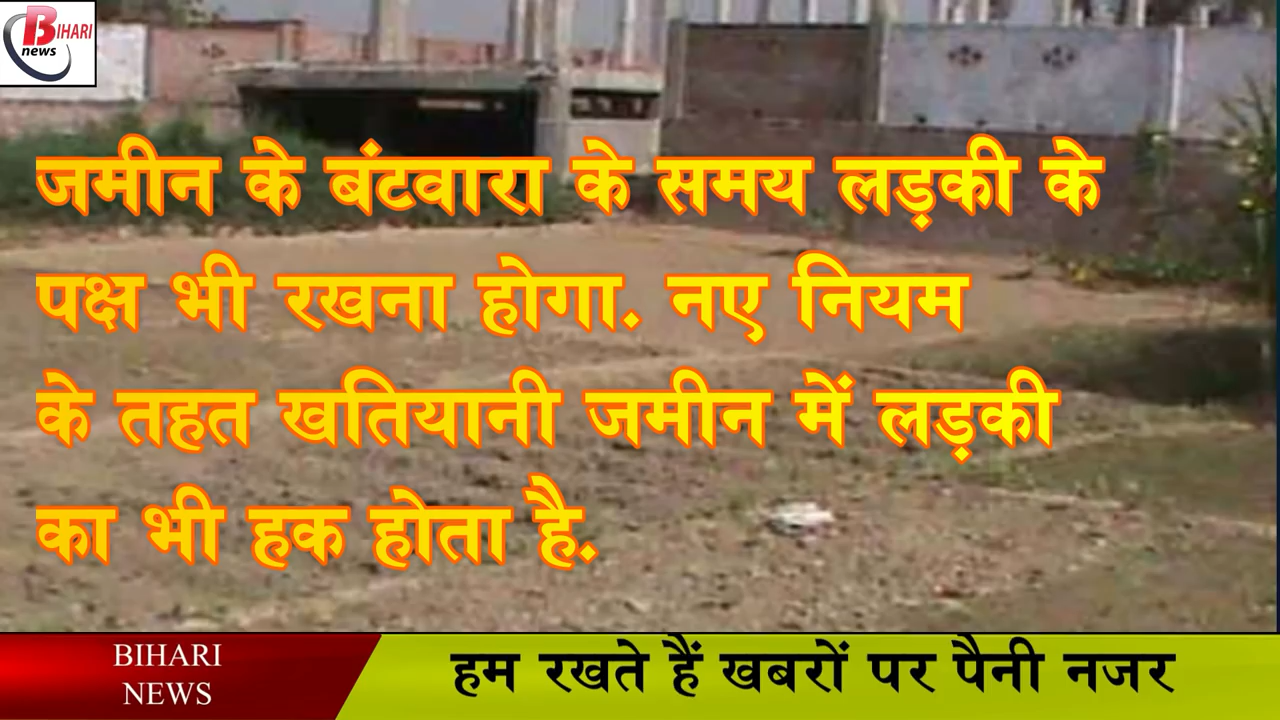 BIHARI
news
जमीन के बंटवारा के समय लड़की के
पक्ष भी रखना होगा. नए नियम
के तहत खतियानी जमीन में लड़की
का भी हक होता है.
BIHARI
NEWS
हम रखते हैं खबरों पर पैनी नजर